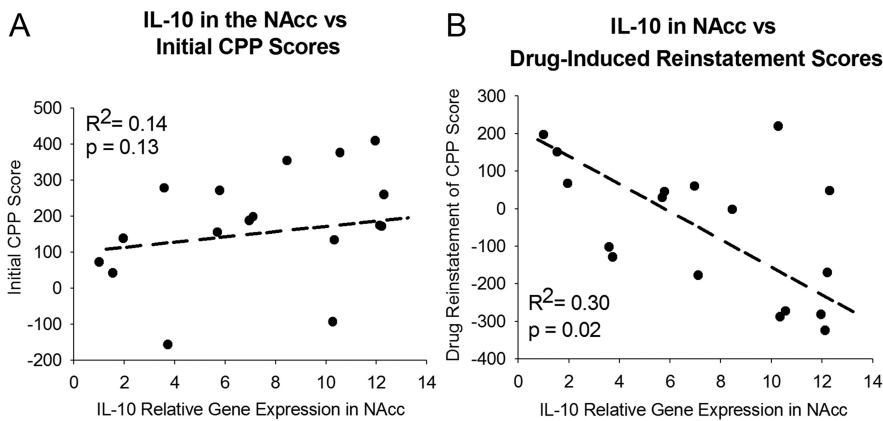 A
IL-10 in the NAcc vs
Initial CPP Scores
R2= 0.14
p = 0.13
Initial CPP Score
500
400
300
200
100
0
-100
-200
0 2 4 6 8 10 12 14
IL-10 Relative Gene Expression in NAcc
B
IL-10 in NAcc vs
Drug-Induced Reinstatement Scores
Drug Reinstatement of CPP Score
300
200
100
0
-100
-200
-300
-400
R2= 0.30
p = 0.02
0 2 4 6 8 10 12 14
IL-10 Relative Gene Expression in NAcc